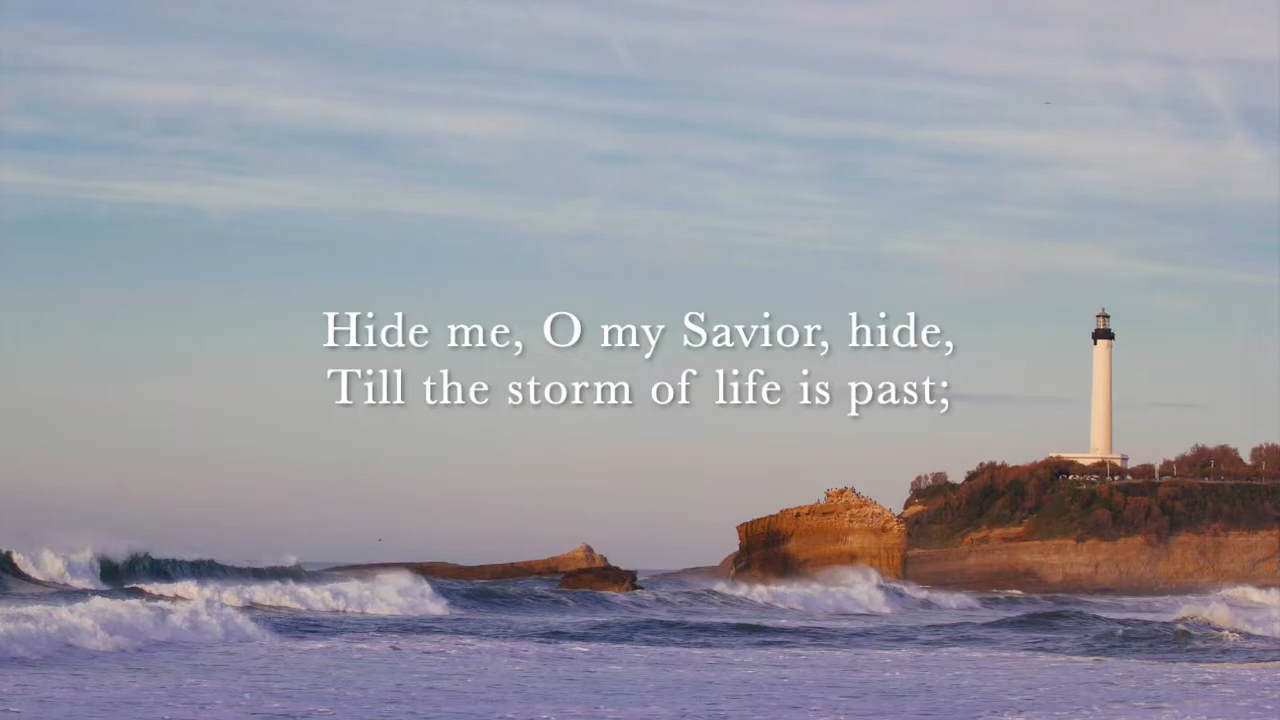 Hide me, O my Savior, hide,
Till the storm of life is past;